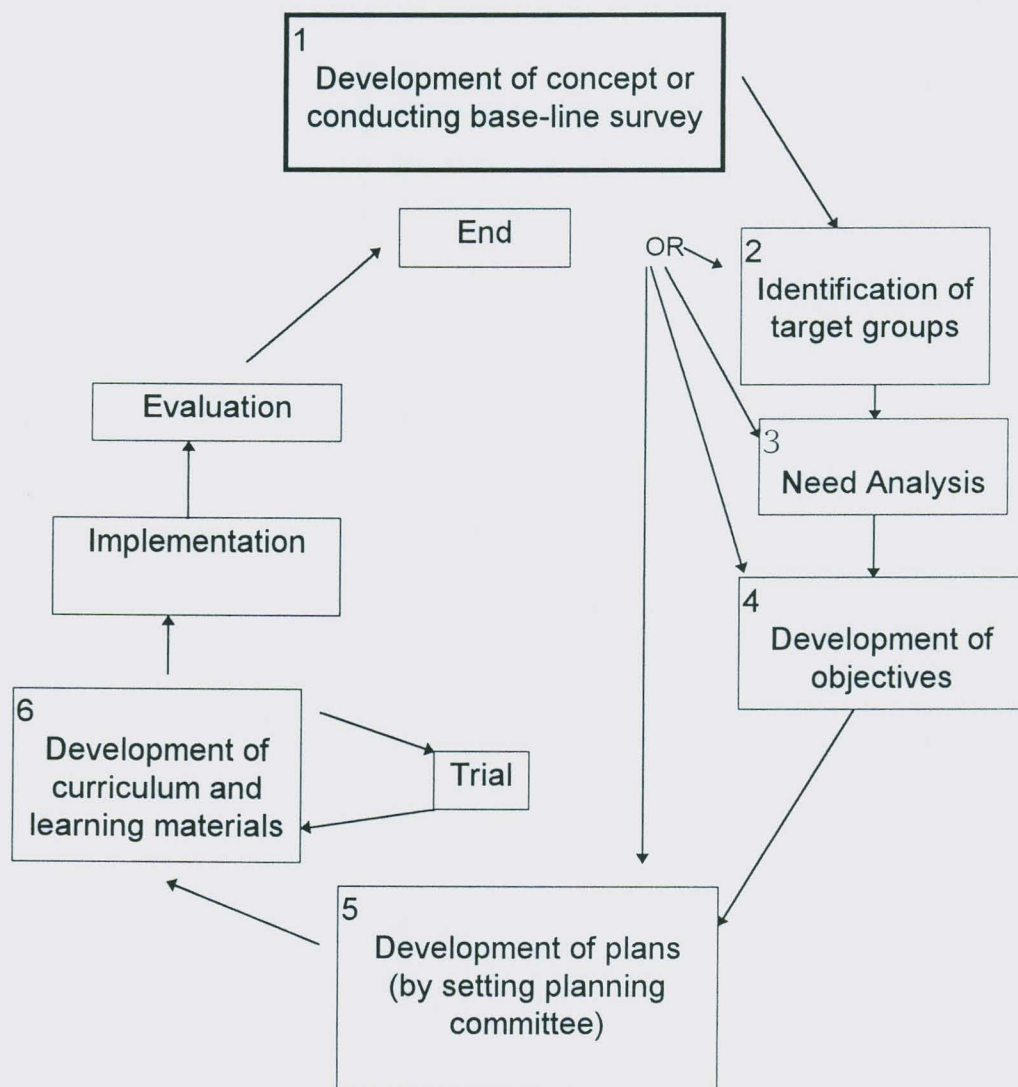 1
Development of concept or
conducting base-line survey
End
OR
2
Identification of
target groups
Evaluation
3
Need Analysis
Implementation
4
Development of
objectives
6
Development of
curriculum and
learning materials
Trial
5
Development of plans
(by setting planning
committee)